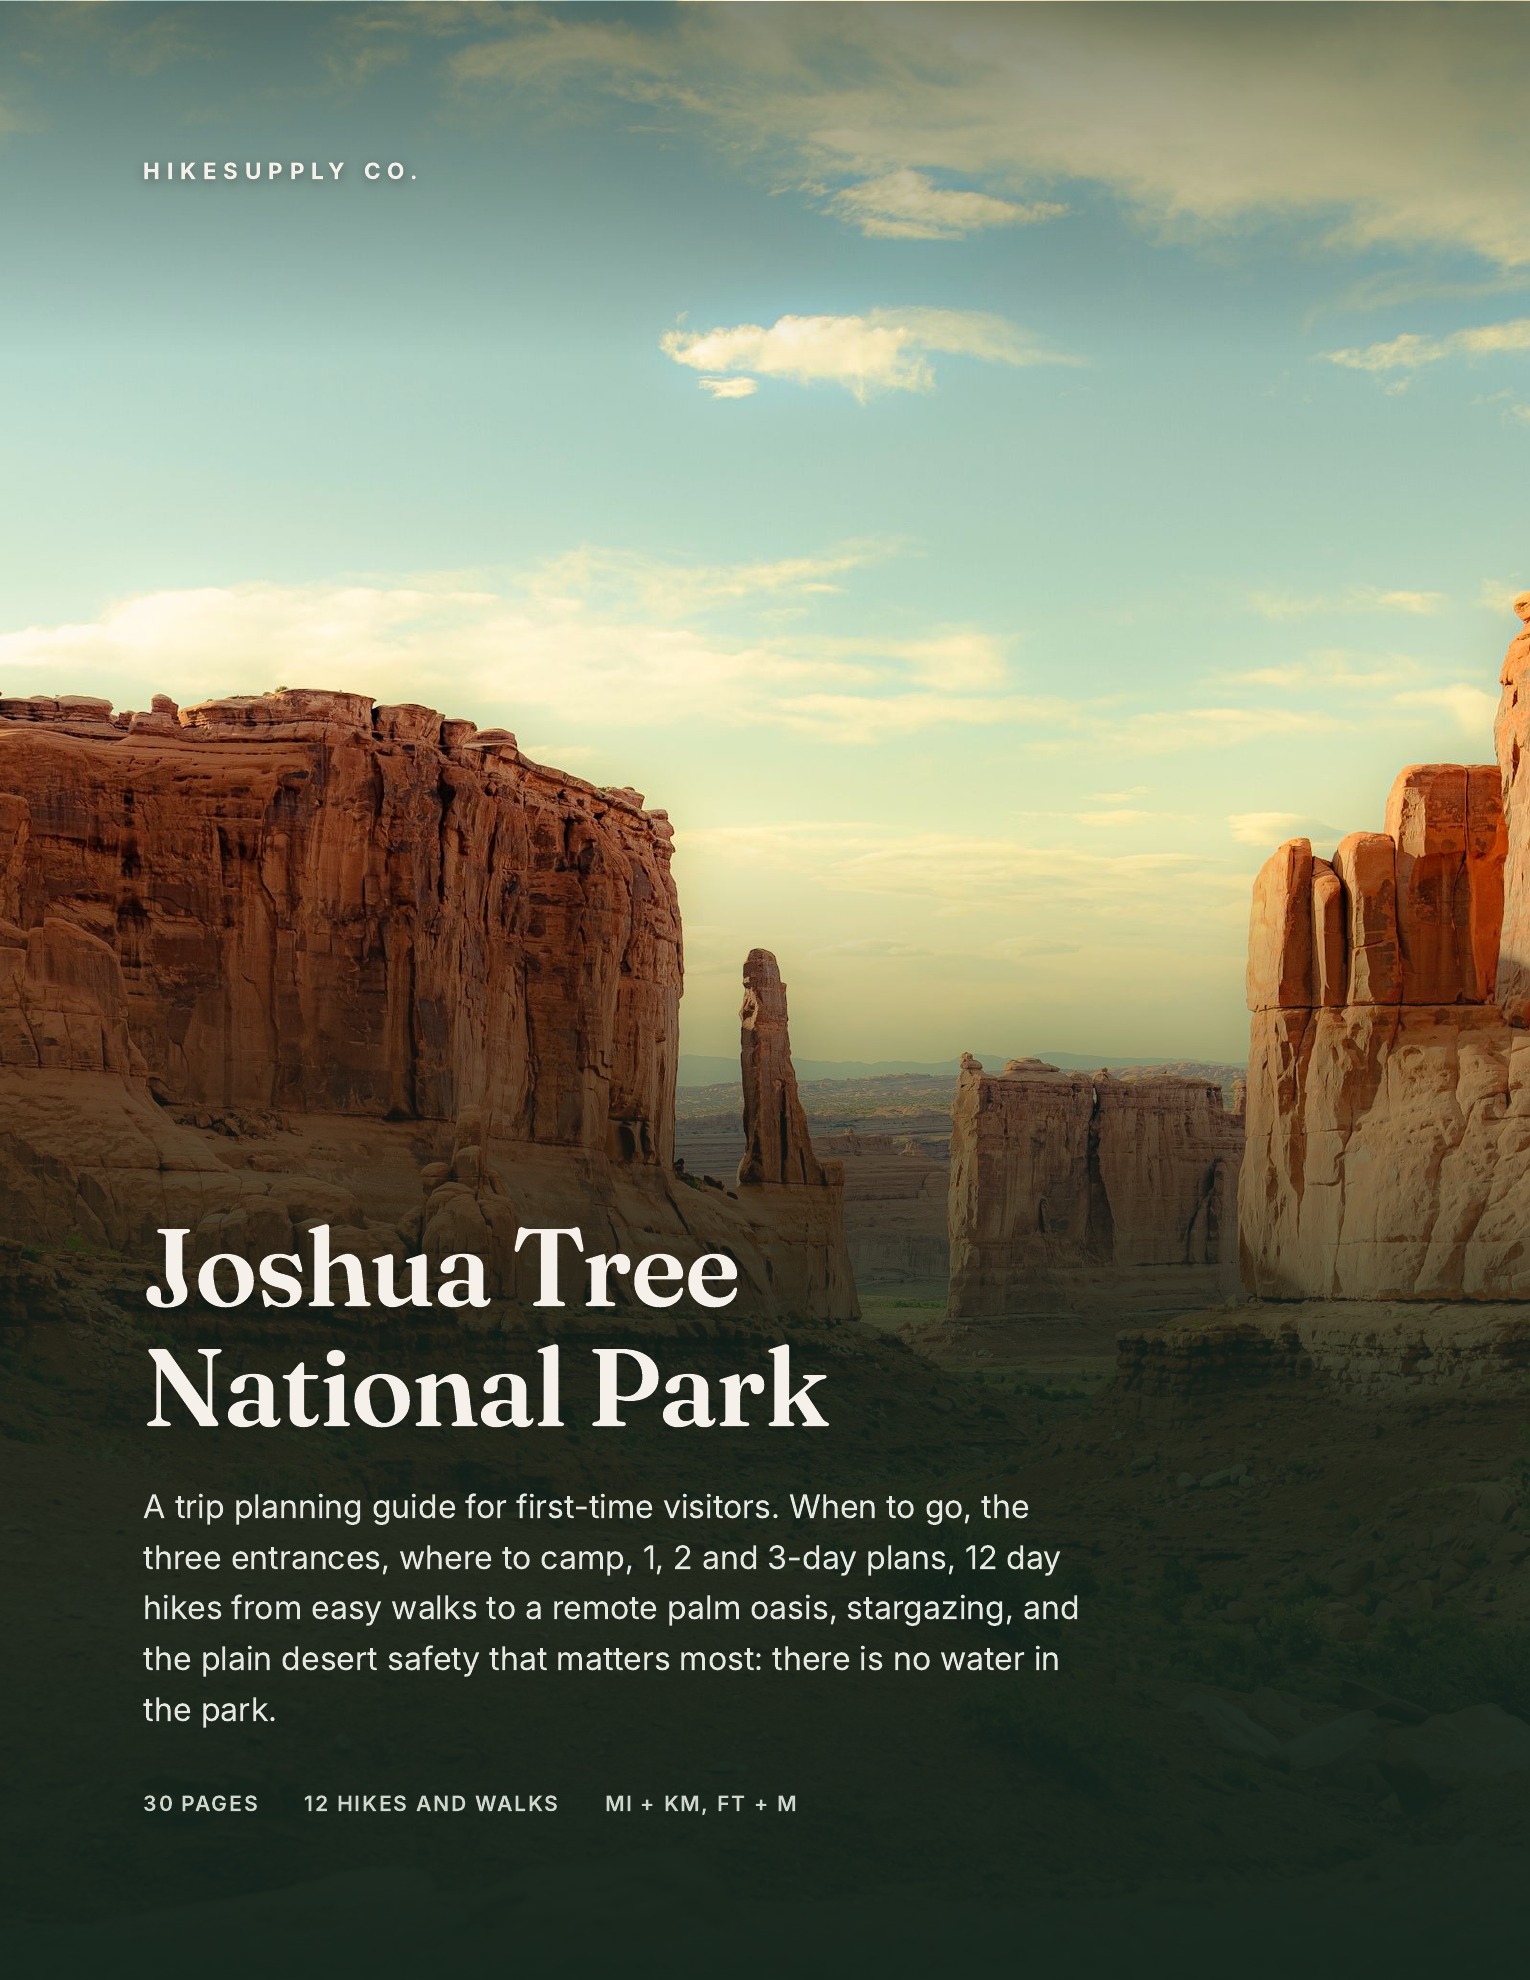 HIKESUPPLY CO.
Joshua Tree
National Park
A trip planning guide for first-time visitors. When to go, the
three entrances, where to camp, 1, 2 and 3-day plans, 12 day
hikes from easy walks to a remote palm oasis, stargazing, and
the plain desert safety that matters most: there is no water in
the park.
30 PAGES 12 HIKES AND WALKS MI + KM, FT + M